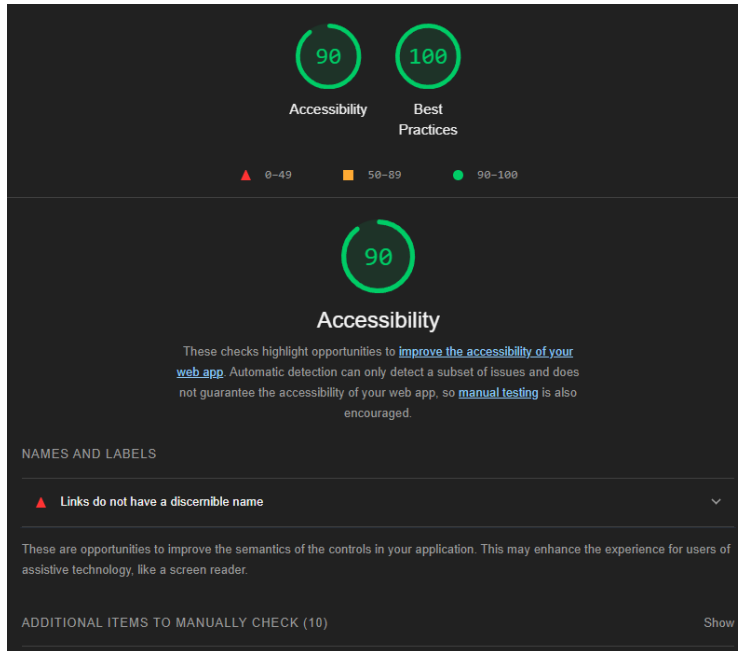 90
100
Accessibility
Best
Practices
0–49
50–89
90–100
90
Accessibility
These checks highlight opportunities to improve the accessibility of your
web app. Automatic detection can only detect a subset of issues and does
not guarantee the accessibility of your web app, so manual testing is also
encouraged.
NAMES AND LABELS
Links do not have a discernible name
These are opportunities to improve the semantics of the controls in your application. This may enhance the experience for users of
assistive technology, like a screen reader.
ADDITIONAL ITEMS TO MANUALLY CHECK (10)
Show